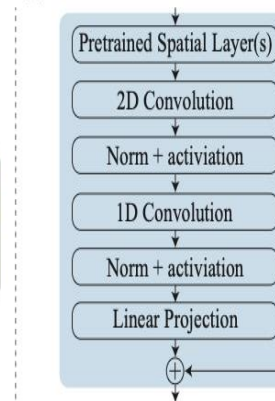 Pretrained Spatial Layer(s)
2D Convolution
Norm + activiation
1D Convolution
Norm + activiation
Linear Projection
+